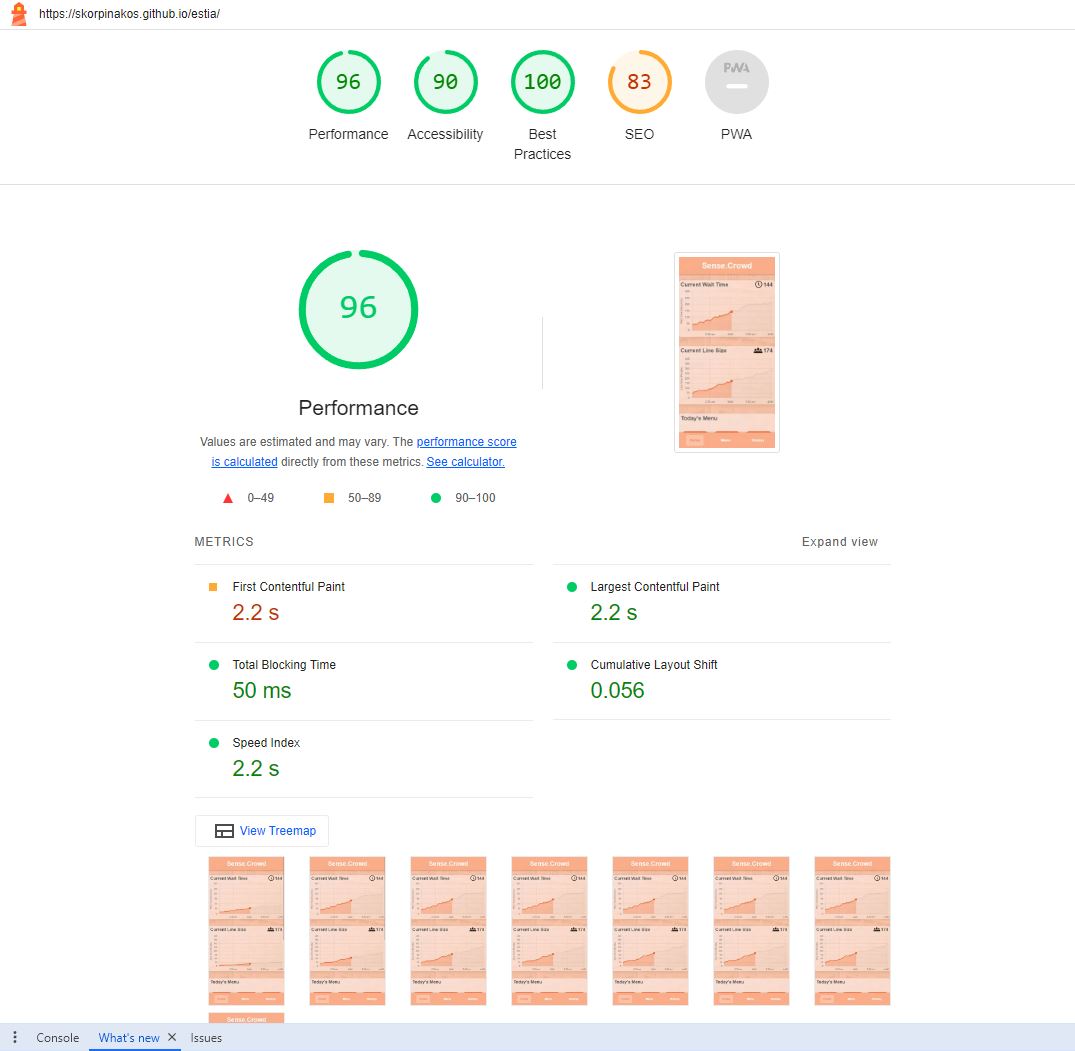 https://skorpinakos.github.io/estia/
96
90
100
83
PWA
Performance
Accessibility
Best
Practices
SEO
PWA
96
Performance
Values are estimated and may vary. The performance score
is calculated directly from these metrics. See calculator.
0–49
50–89
90–100
Sense.Crowd
Current Wait Time
144
Current Line Size
174
Today's Menu
METRICS
Expand view
First Contentful Paint
2.2 s
Largest Contentful Paint
2.2 s
Total Blocking Time
50 ms
Cumulative Layout Shift
0.056
Speed Index
2.2 s
View Treemap
Sense.Crowd
Current Wait Time
144
Current Line Size
174
Today's Menu
Sense.Crowd
Current Wait Time
144
Current Line Size
174
Today's Menu
Sense.Crowd
Current Wait Time
144
Current Line Size
174
Today's Menu
Sense.Crowd
Current Wait Time
144
Current Line Size
174
Today's Menu
Sense.Crowd
Current Wait Time
144
Current Line Size
174
Today's Menu
Sense.Crowd
Current Wait Time
144
Current Line Size
174
Today's Menu
Sense.Crowd
Current Wait Time
144
Current Line Size
174
Today's Menu
Sense.Crowd
Console
What's new
Issues